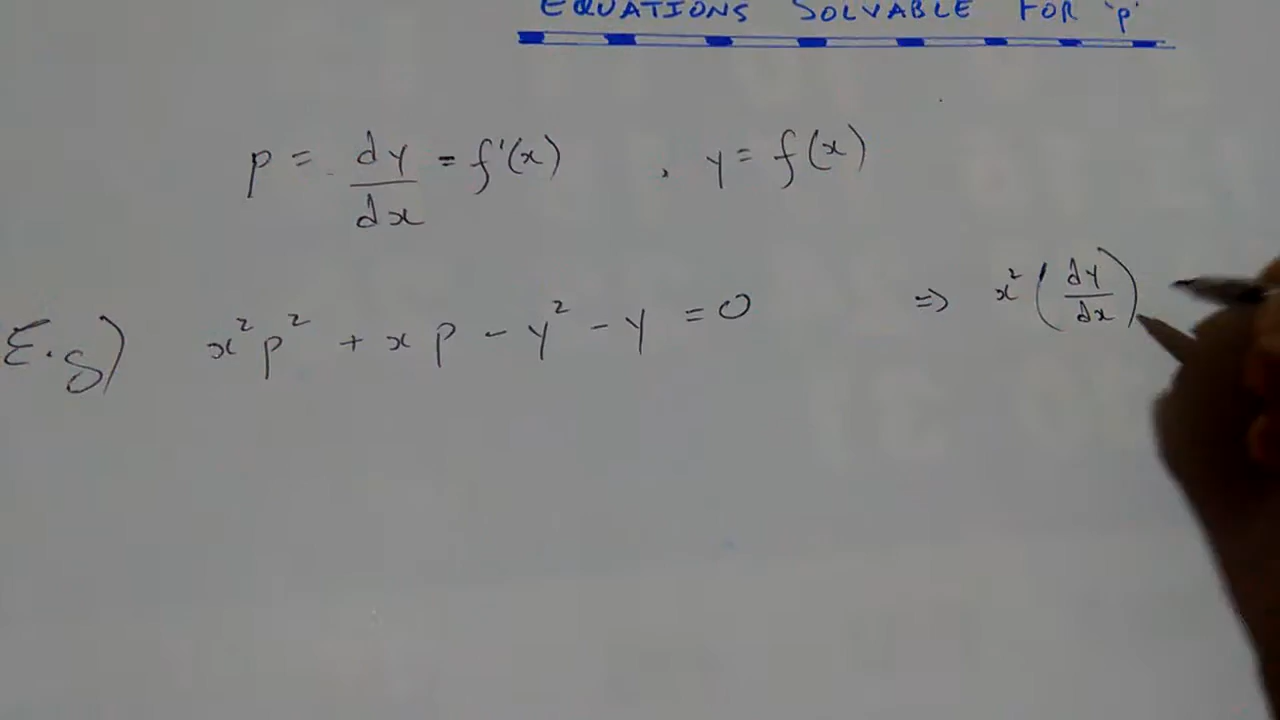 EQUATIONS SOLVABLE FOR 'p'
p = dy/dx = f'(x) , y = f(x)
E.g) x²p² + xp - y² - y = 0 ⇒ x² (dy/dx)